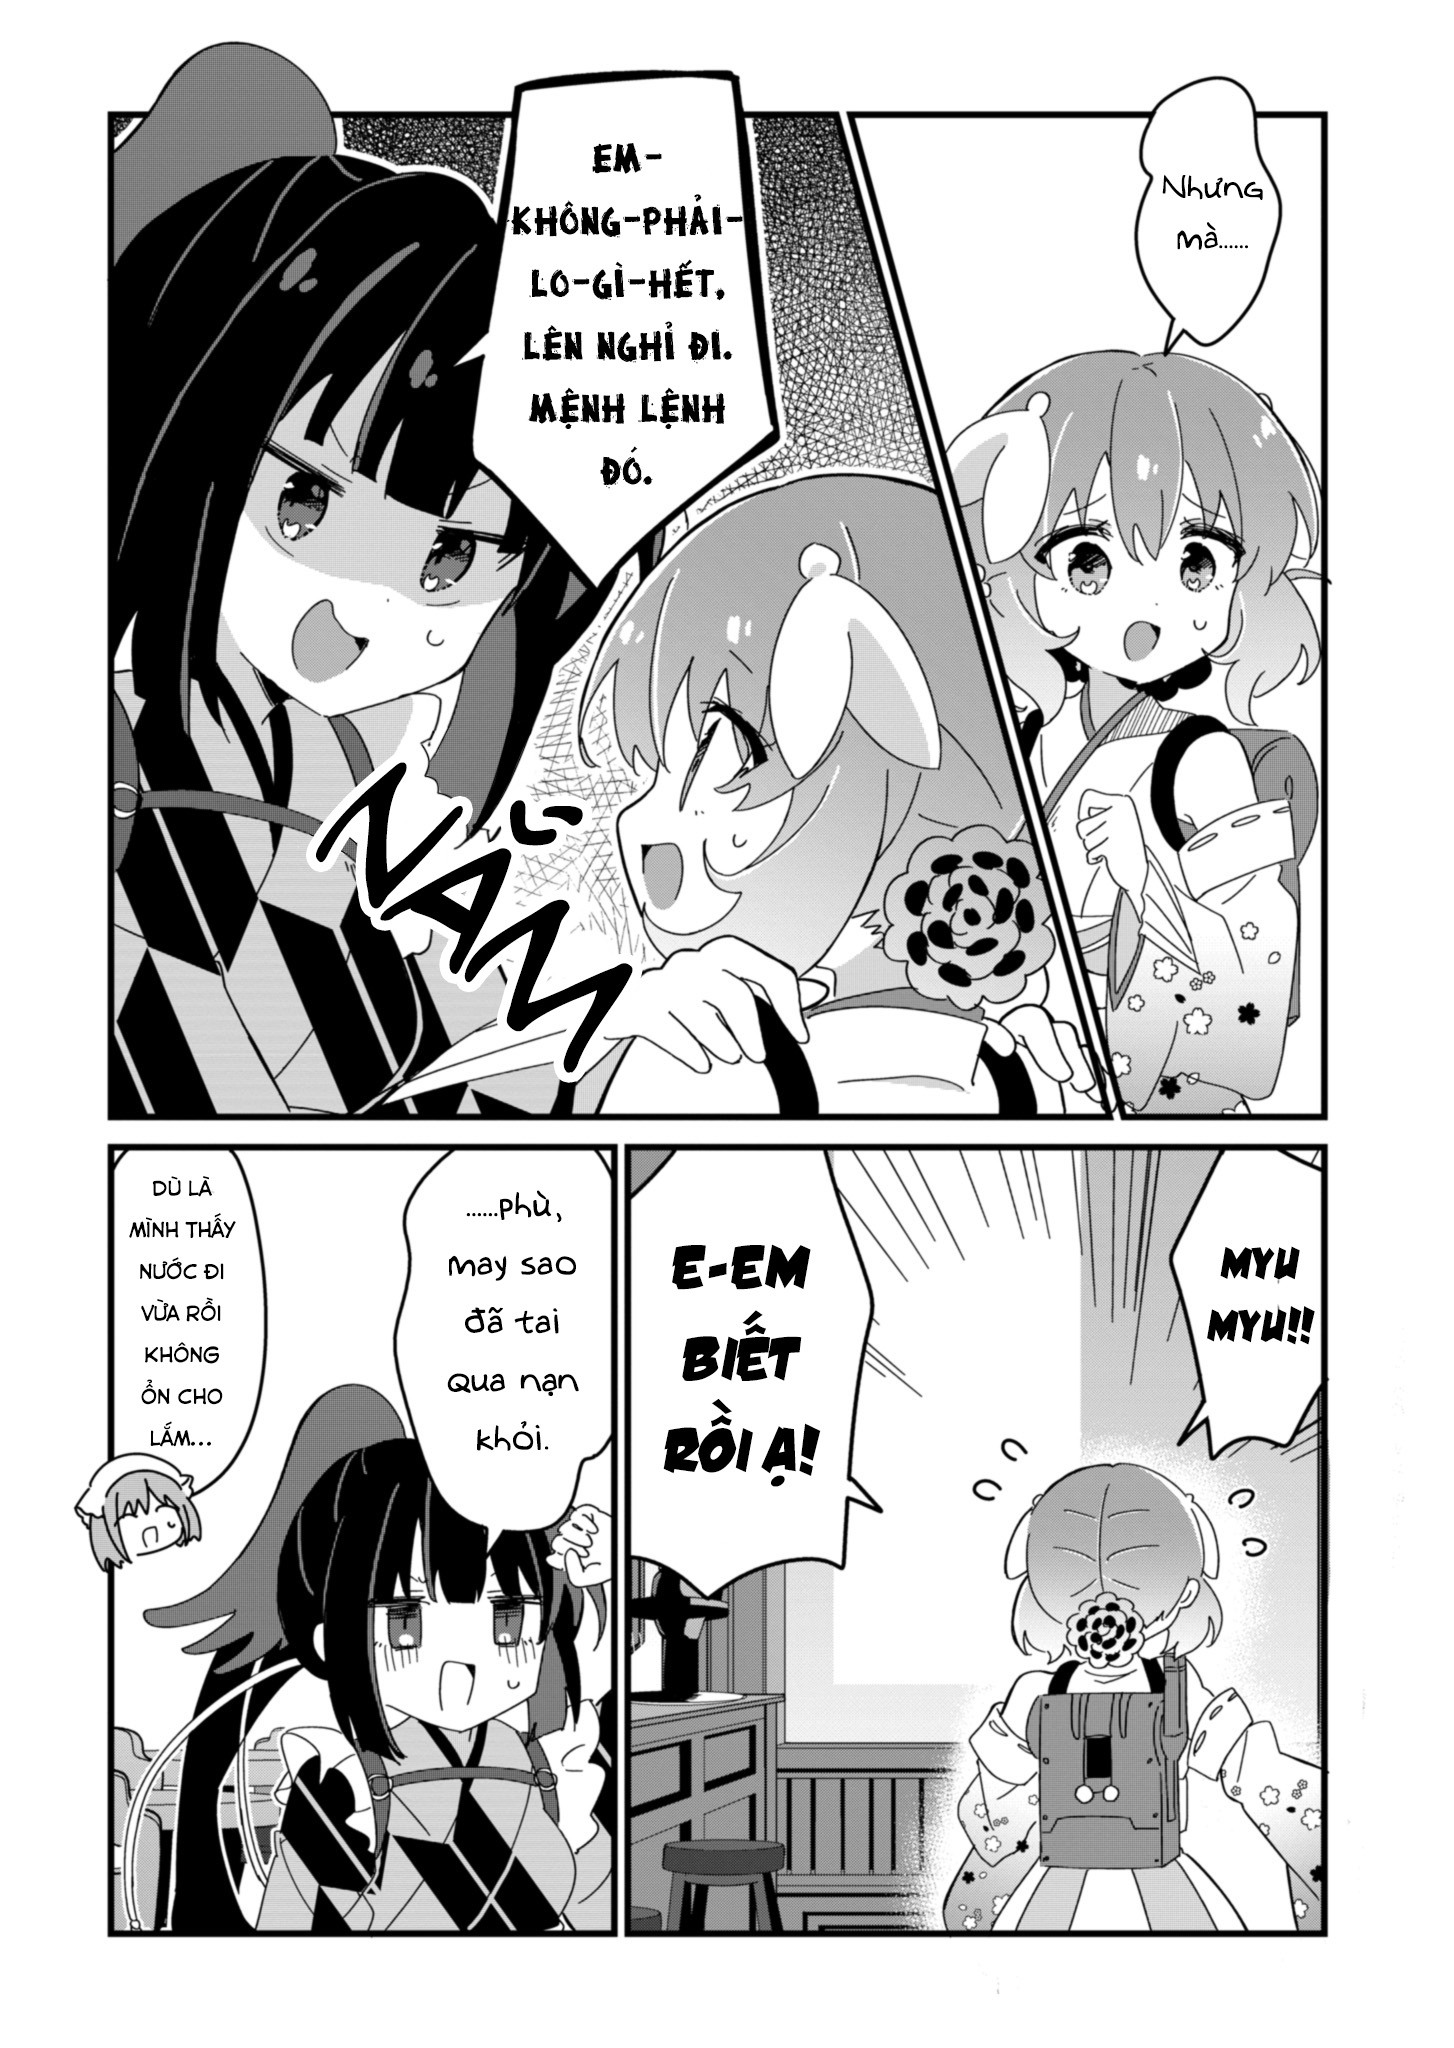 Nhưng
mà......
EM-
KHÔNG-PHẢI-
LO-GÌ-HẾT,
LÊN NGHỈ ĐI.
MỆNH LỆNH
ĐÓ.
NẮM
MYU
MYU!!
E-EM
BIẾT
RỒI Ạ!
......Phù,
may sao
đã tai
qua nạn
khỏi.
DÙ LÀ
MÌNH THẤY
NƯỚC ĐI
VỪA RỒI
KHÔNG
ỔN CHO
LẮM...